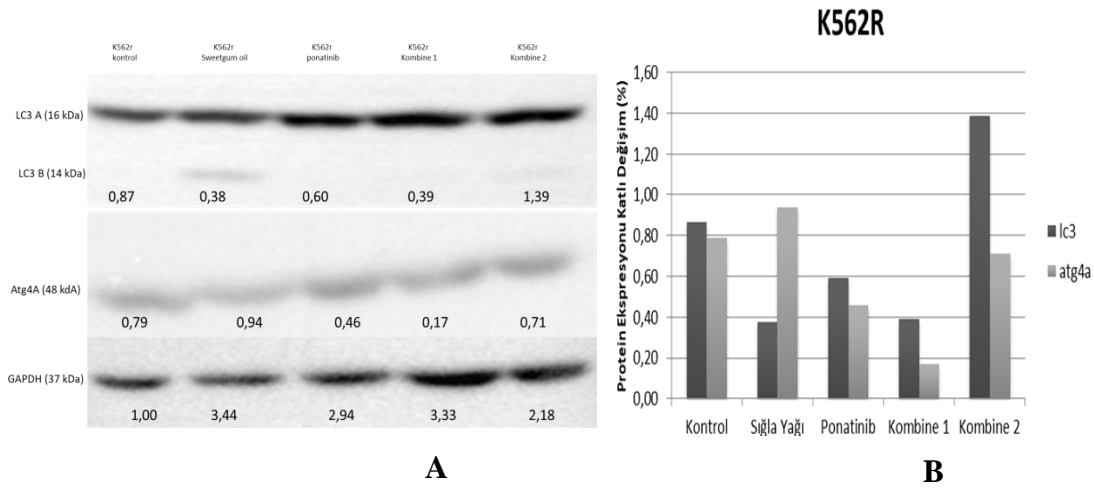 K562r kontrol
K562r Sweetgum oil
K562r ponatinib
K562r Kombine 1
K562r Kombine 2
LC3 A (16 kDa)
LC3 B (14 kDa)
0,87 0,38 0,60 0,39 1,39
Atg4A (48 kdA)
0,79 0,94 0,46 0,17 0,71
GAPDH (37 kDa)
1,00 3,44 2,94 3,33 2,18
A
K562R
Protein Ekspresyonu Katlı Değişim (%)
1,60
1,40
1,20
1,00
0,80
0,60
0,40
0,20
0,00
Kontrol Sığla Yağı Ponatinib Kombine 1 Kombine 2
lc3
atg4a
B